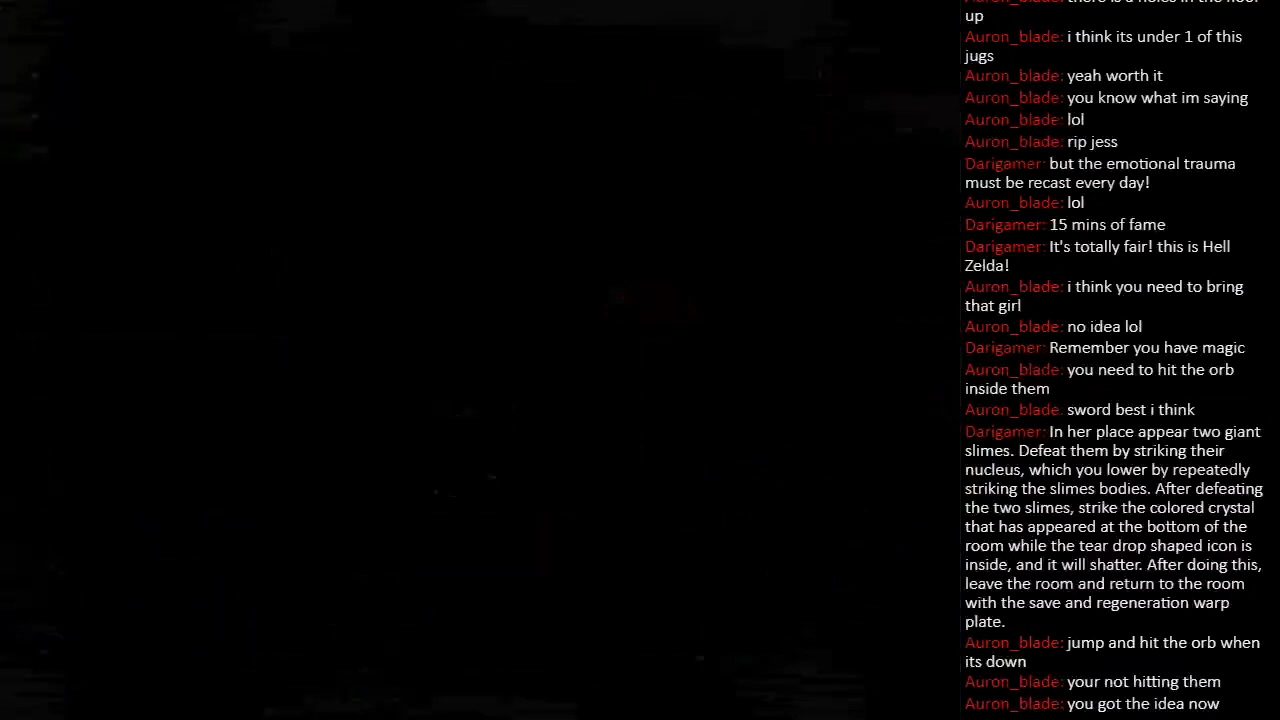 Auron_blade: there is a holes in the floor
up
Auron_blade: i think its under 1 of this
jugs
Auron_blade: yeah worth it
Auron_blade: you know what im saying
Auron_blade: lol
Auron_blade: rip jess
Darigamer: but the emotional trauma
must be recast every day!
Auron_blade: lol
Darigamer: 15 mins of fame
Darigamer: It's totally fair! this is Hell
Zelda!
Auron_blade: i think you need to bring
that girl
Auron_blade: no idea lol
Darigamer: Remember you have magic
Auron_blade: you need to hit the orb
inside them
Auron_blade: sword best i think
Darigamer: In her place appear two giant
slimes. Defeat them by striking their
nucleus, which you lower by repeatedly
striking the slimes bodies. After defeating
the two slimes, strike the colored crystal
that has appeared at the bottom of the
room while the tear drop shaped icon is
inside, and it will shatter. After doing this,
leave the room and return to the room
with the save and regeneration warp
plate.
Auron_blade: jump and hit the orb when
its down
Auron_blade: your not hitting them
Auron_blade: you got the idea now